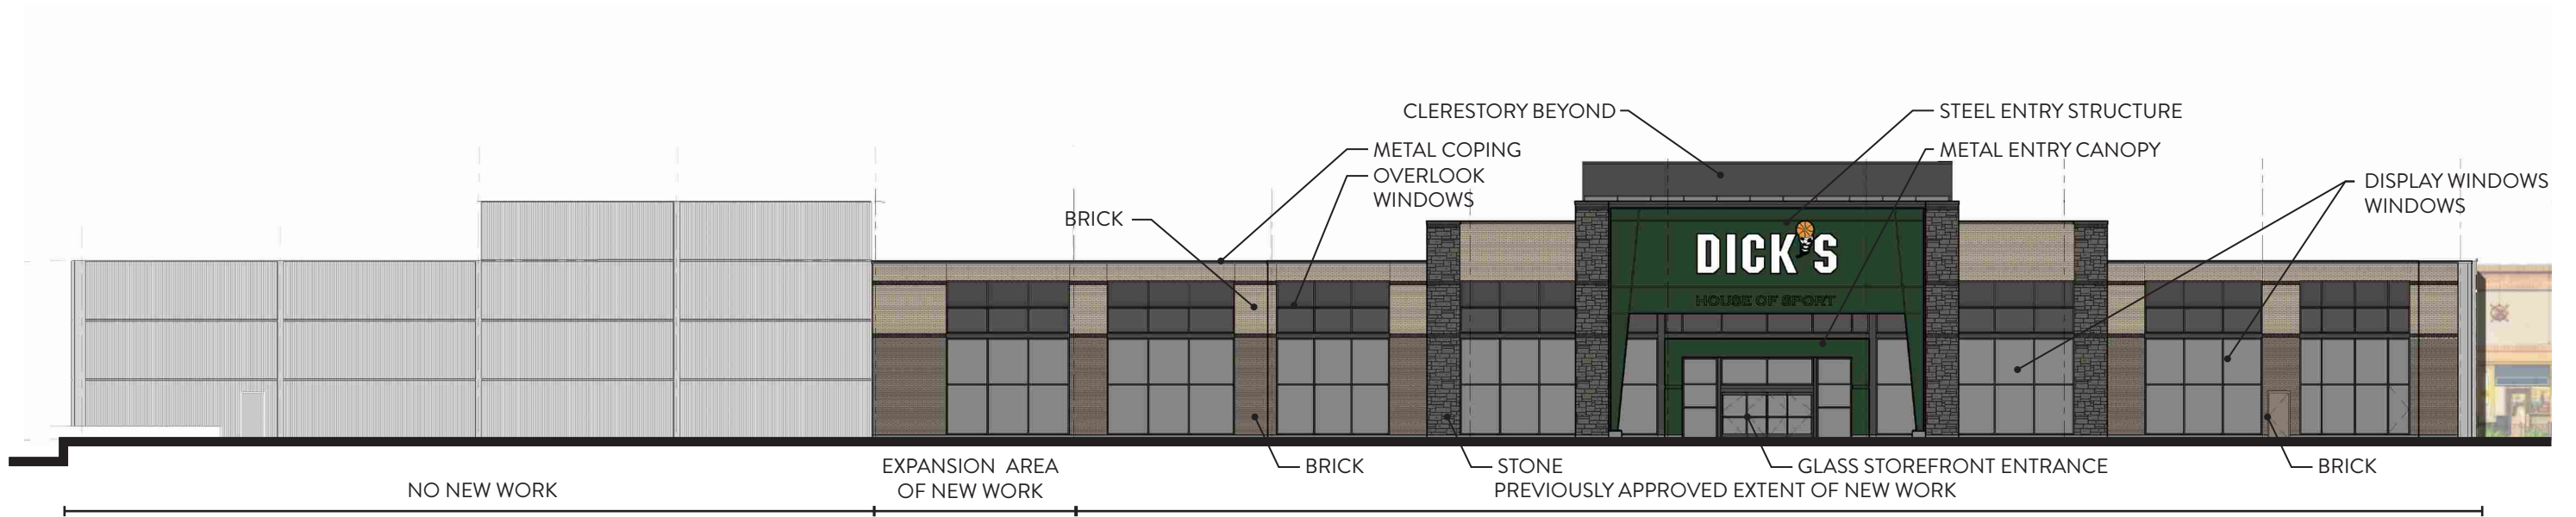 CLERESTORY BEYOND
STEEL ENTRY STRUCTURE
METAL COPING
METAL ENTRY CANOPY
OVERLOOK
WINDOWS
DISPLAY WINDOWS
WINDOWS
BRICK
DICK'S
HOUSE OF SPORT
BRICK
STONE
GLASS STOREFRONT ENTRANCE
BRICK
NO NEW WORK
EXPANSION AREA
OF NEW WORK
PREVIOUSLY APPROVED EXTENT OF NEW WORK